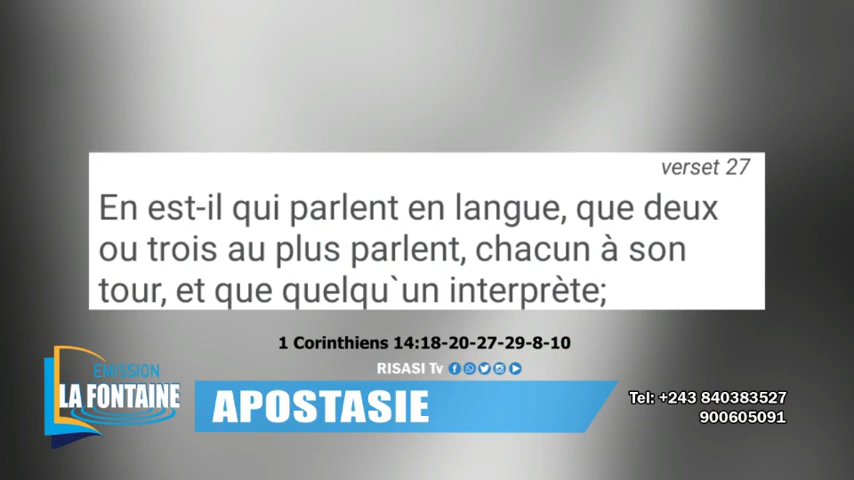 verset 27
En est-il qui parlent en langue, que deux
ou trois au plus parlent, chacun à son
tour, et que quelqu`un interprète;
1 Corinthiens 14:18-20-27-29-8-10
RISASI Tv
EMISSION
LA FONTAINE
APOSTASIE
Tel: +243 840383527
900605091